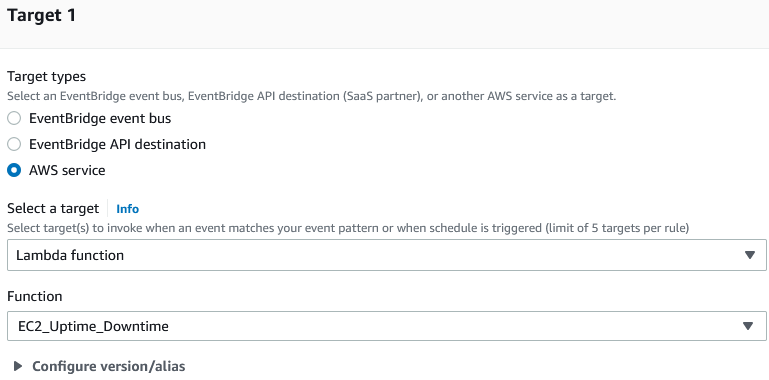 Target 1
Target types
Select an EventBridge event bus, EventBridge API destination (SaaS partner), or another AWS service as a target.
EventBridge event bus
EventBridge API destination
AWS service
Select a target Info
Select target(s) to invoke when an event matches your event pattern or when schedule is triggered (limit of 5 targets per rule)
Lambda function
Function
EC2_Uptime_Downtime
Configure version/alias